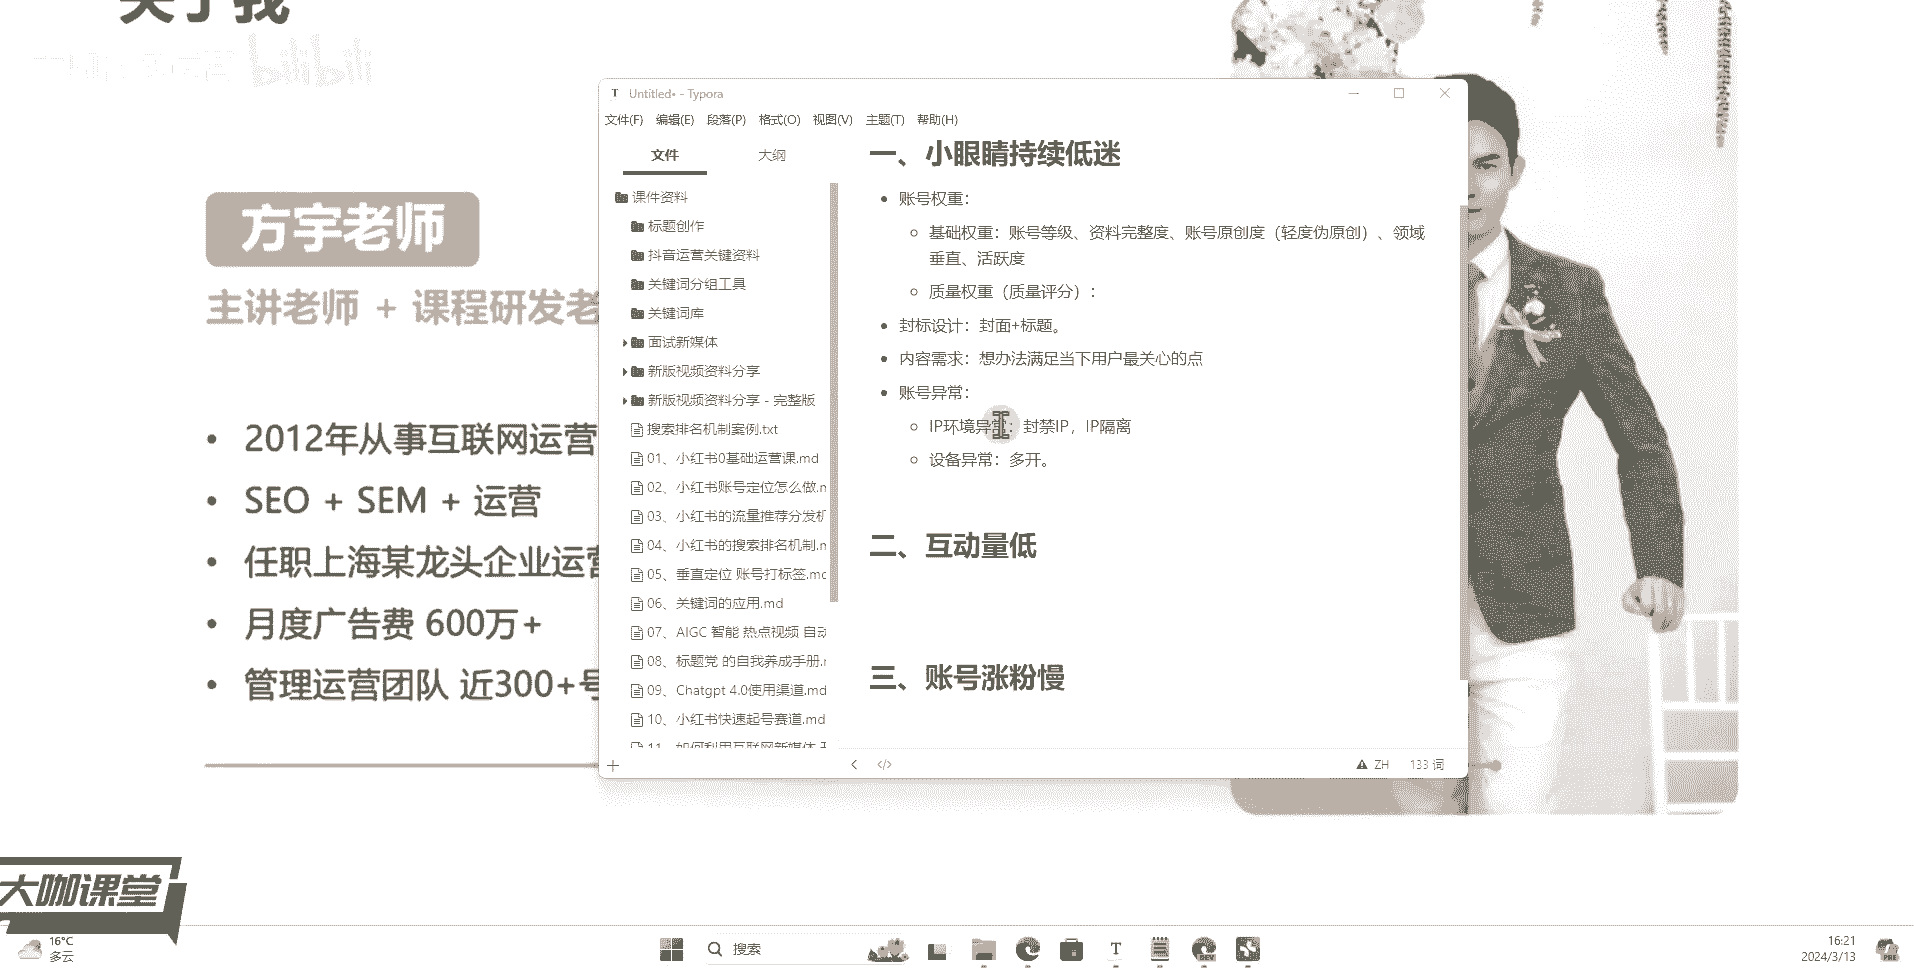 关于我
bilibili
方宇老师
主讲老师 + 课程研发老
• 2012年从事互联网运营
• SEO + SEM + 运营
• 任职上海某龙头企业运营
• 月度广告费 600万+
• 管理运营团队 近300+号
Untitled• - Typora
文件(F) 编辑(E) 段落(P) 格式(O) 视图(V) 主题(T) 帮助(H)
文件 大纲
课件资料
标题创作
抖音运营关键资料
关键词分组工具
关键词库
面试新媒体
新版视频资料分享
新版视频资料分享 - 完整版
搜索排名机制案例.txt
01、小红书0基础运营课.md
02、小红书账号定位怎么做.m
03、小红书的流量推荐分发机
04、小红书的搜索排名机制.m
05、垂直定位 账号打标签.md
06、关键词的应用.md
07、AIGC 智能 热点视频 自动
08、标题党 的自我养成手册.m
09、Chatgpt 4.0使用渠道.md
10、小红书快速起号赛道.md
11、如何利用互联网新媒体
一、小眼睛持续低迷
• 账号权重：
○ 基础权重：账号等级、资料完整度、账号原创度（轻度伪原创）、领域
垂直、活跃度
○ 质量权重（质量评分）：
• 封标设计：封面+标题。
• 内容需求：想办法满足当下用户最关心的点
• 账号异常：
○ IP环境异常：封禁IP，IP隔离
○ 设备异常：多开。
二、互动量低
三、账号涨粉慢
ZH 133 词
大咖课堂
16°C
多云
搜索
16:21
2024/3/13